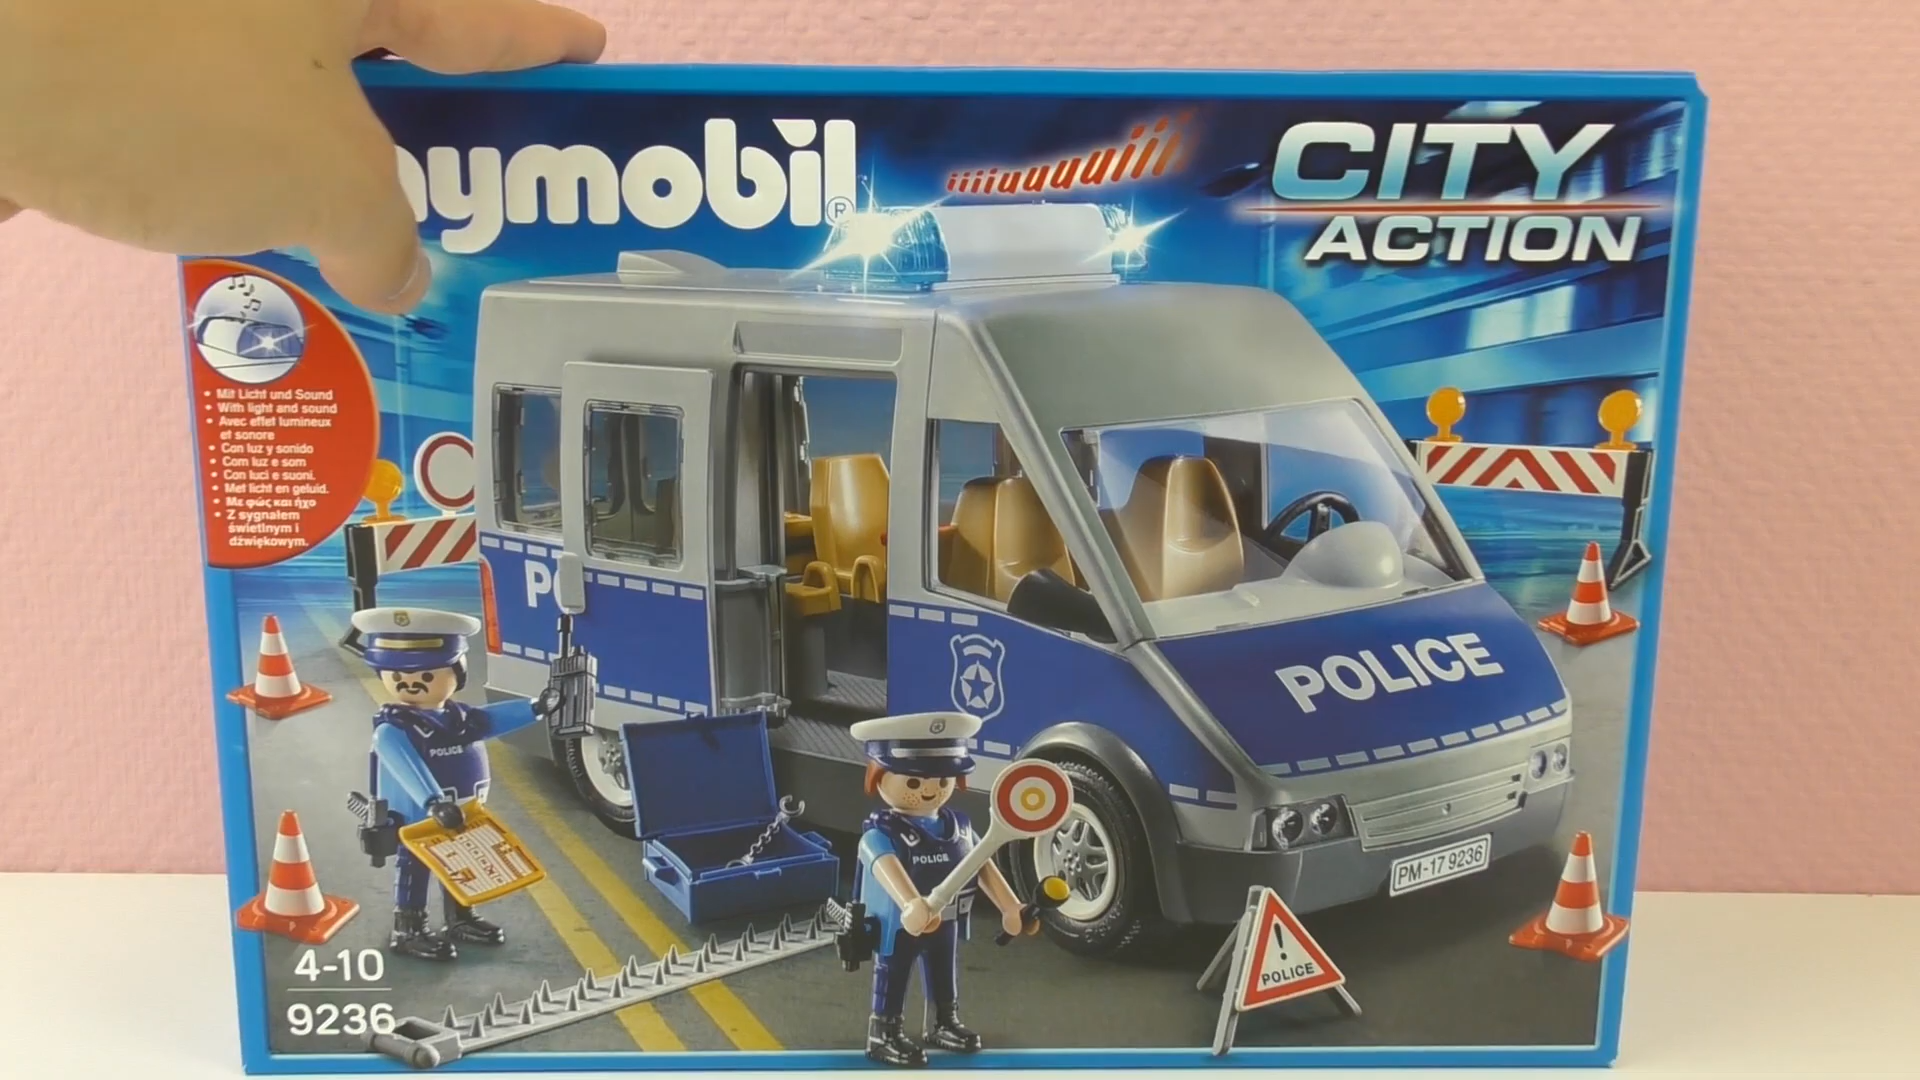 aymobil®
iiiiuuuuiiii
CITY
ACTION
• Mit Licht und Sound
• With light and sound
• Avec effet lumineux
et sonore
• Con luz y sonido
• Com luz e som
• Con luci e suoni.
• Met licht en geluid.
• Με φώς και ήχο
• Z sygnałem
świetlnym i
dźwiękowym.
PO
POLICE
POLICE
POLICE
PM-17 9236
POLICE
4-10
9236